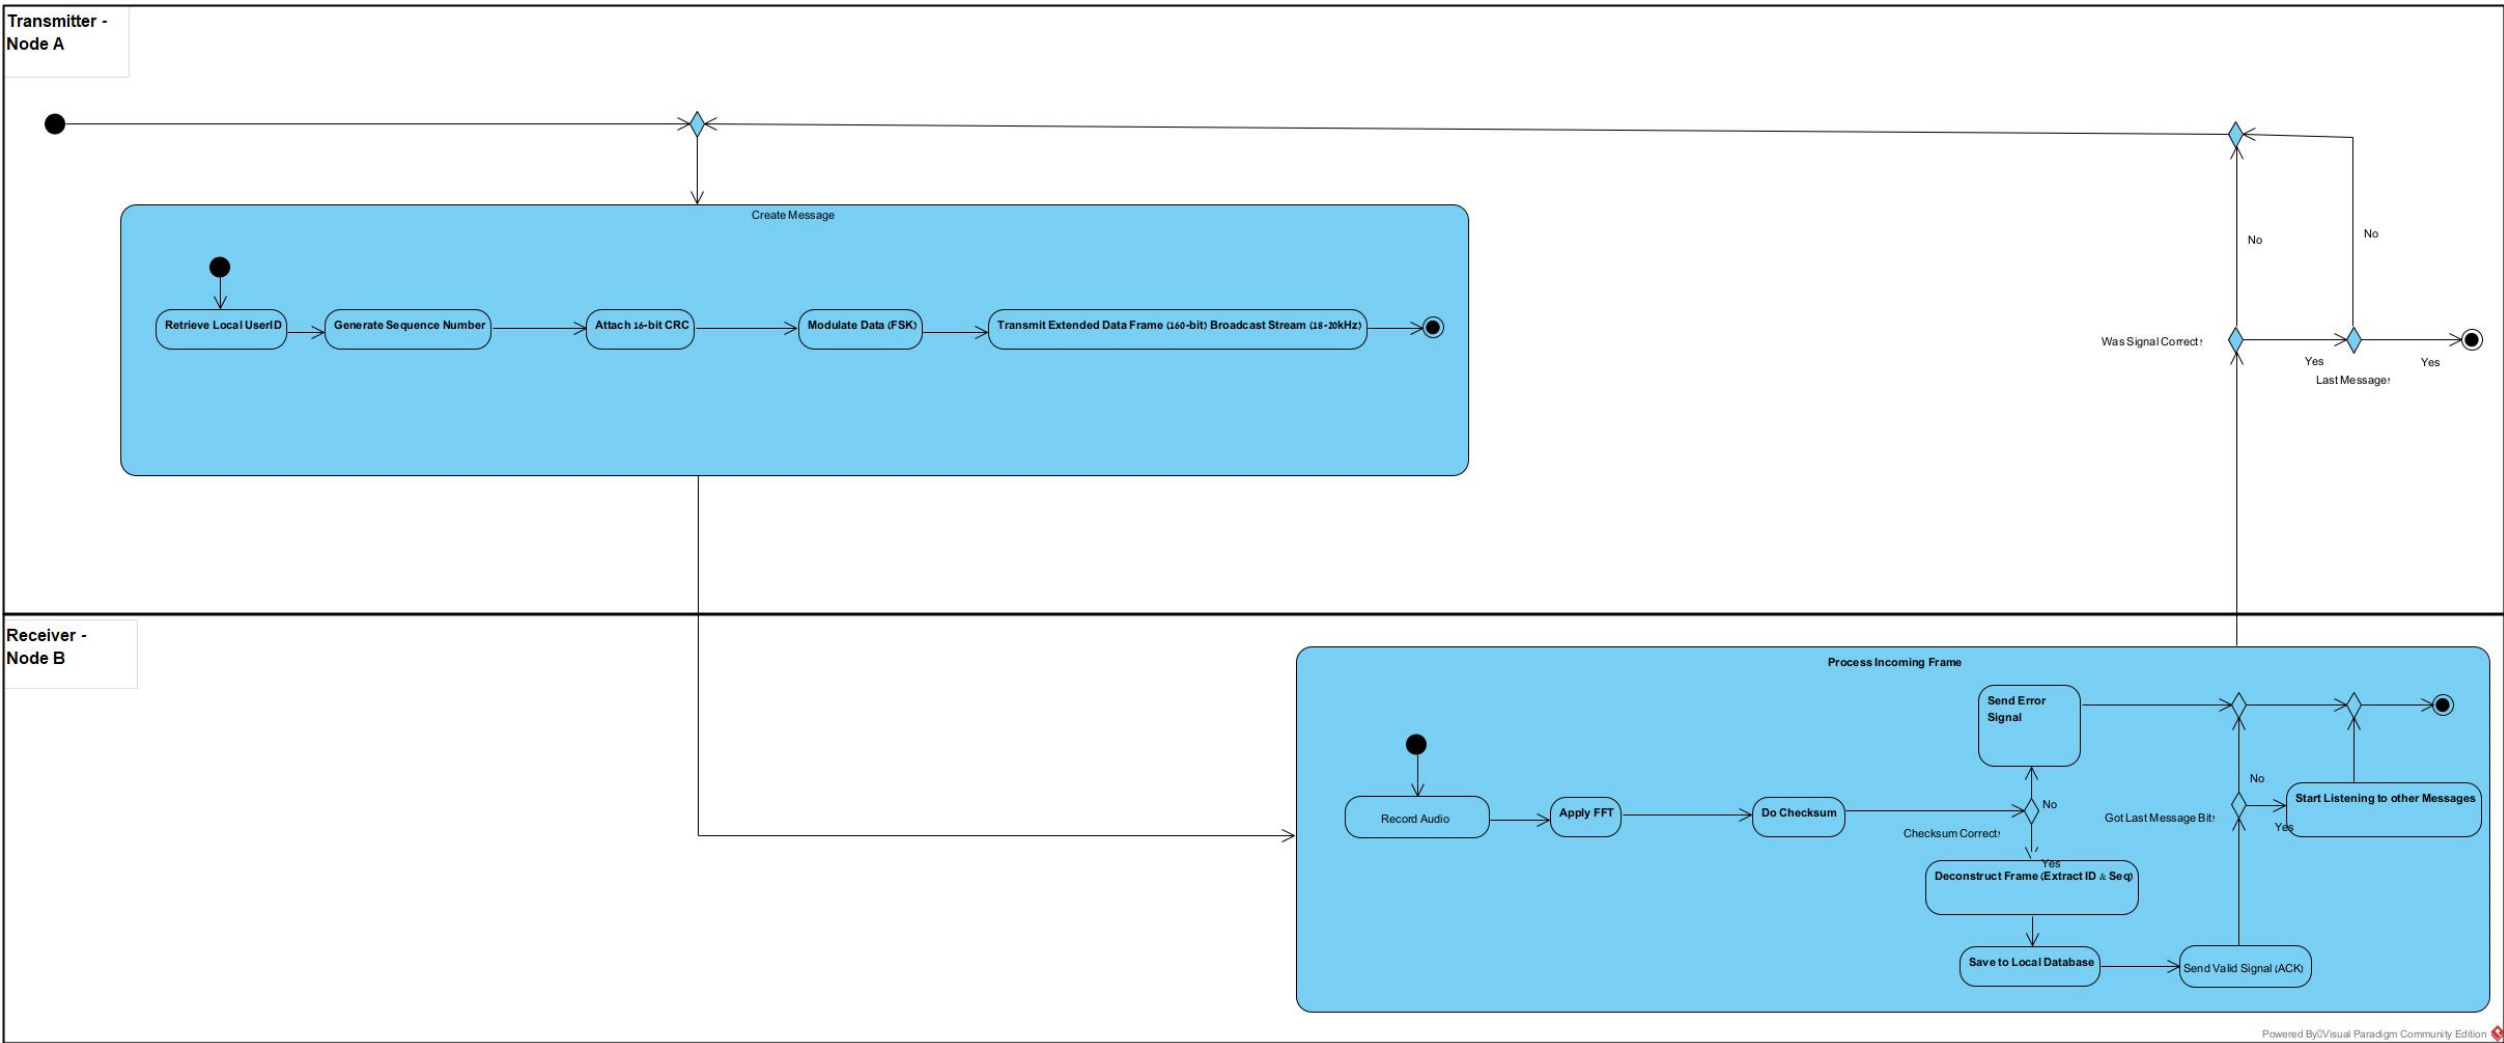 Transmitter -
Node A
Create Message
Retrieve Local UserID
Generate Sequence Number
Attach 16-bit CRC
Modulate Data (FSK)
Transmit Extended Data Frame (160-bit) Broadcast Stream (18-20kHz)
No
No
Was Signal Correct?
Yes
Yes
Last Message?
Receiver -
Node B
Process Incoming Frame
Send Error
Signal
Record Audio
Apply FFT
Do Checksum
No
Checksum Correct?
Yes
Got Last Message Bit?
No
Yes
Start Listening to other Messages
Deconstruct Frame (Extract ID & Seq)
Save to Local Database
Send Valid Signal (ACK)
Powered By Visual Paradigm Community Edition